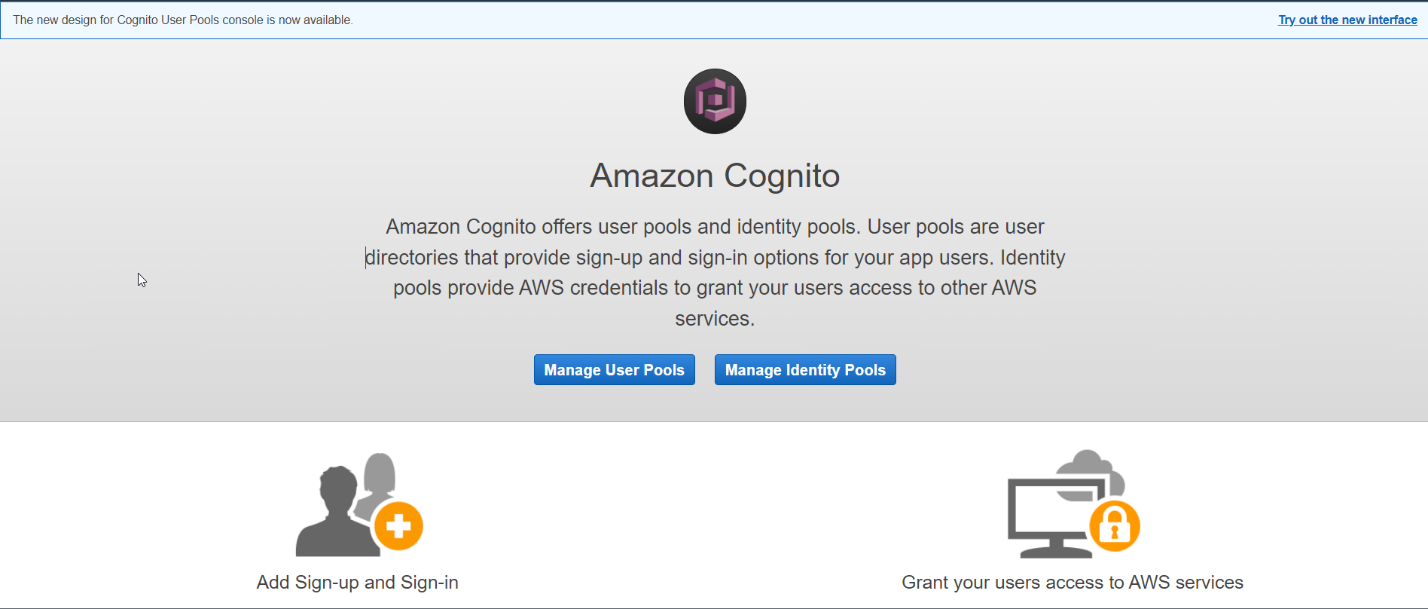 The new design for Cognito User Pools console is now available.
Try out the new interface
Amazon Cognito
Amazon Cognito offers user pools and identity pools. User pools are user
directories that provide sign-up and sign-in options for your app users. Identity
pools provide AWS credentials to grant your users access to other AWS
services.
Manage User Pools
Manage Identity Pools
Add Sign-up and Sign-in
Grant your users access to AWS services